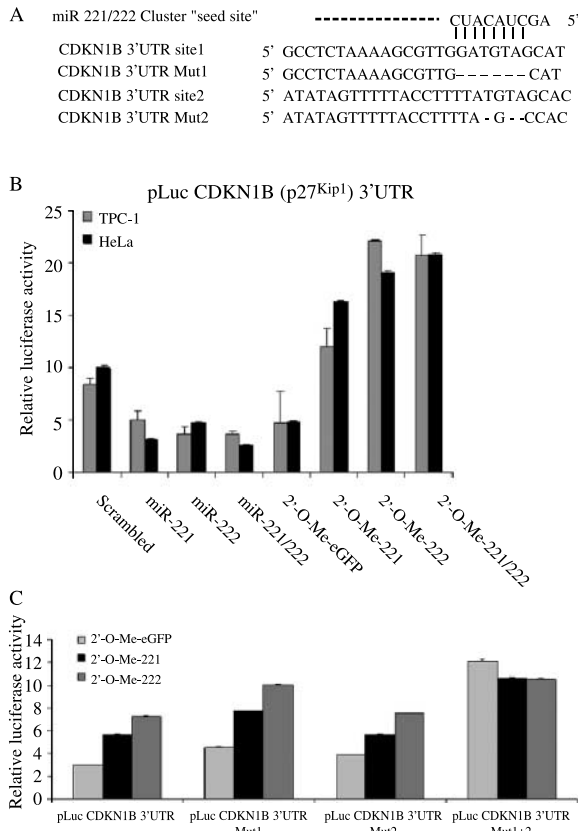 A
miR 221/222 Cluster "seed site" CUACAUCGA 5'
CDKN1B 3'UTR site1 5' GCCTCTAAAAGCGTTGGATGTAGCAT
CDKN1B 3'UTR Mut1 5' GCCTCTAAAAGCGTTG------CAT
CDKN1B 3'UTR site2 5' ATATAGTTTTTACCTTTTATGTAGCAC
CDKN1B 3'UTR Mut2 5' ATATAGTTTTTACCTTTTA-G--CCAC
B
pLuc CDKN1B (p27Kip1) 3'UTR
TPC-1
HeLa
Relative luciferase activity
25
20
15
10
5
0
Scrambled
miR-221
miR-222
miR-221/222
2'-O-Me-eGFP
2'-O-Me-221
2'-O-Me-222
2'-O-Me-221/222
C
Relative luciferase activity
14
12
10
8
6
4
2
0
2'-O-Me-eGFP
2'-O-Me-221
2'-O-Me-222
pLuc CDKN1B 3'UTR
pLuc CDKN1B 3'UTR
Mut1
pLuc CDKN1B 3'UTR
Mut2
pLuc CDKN1B 3'UTR
Mut1+2